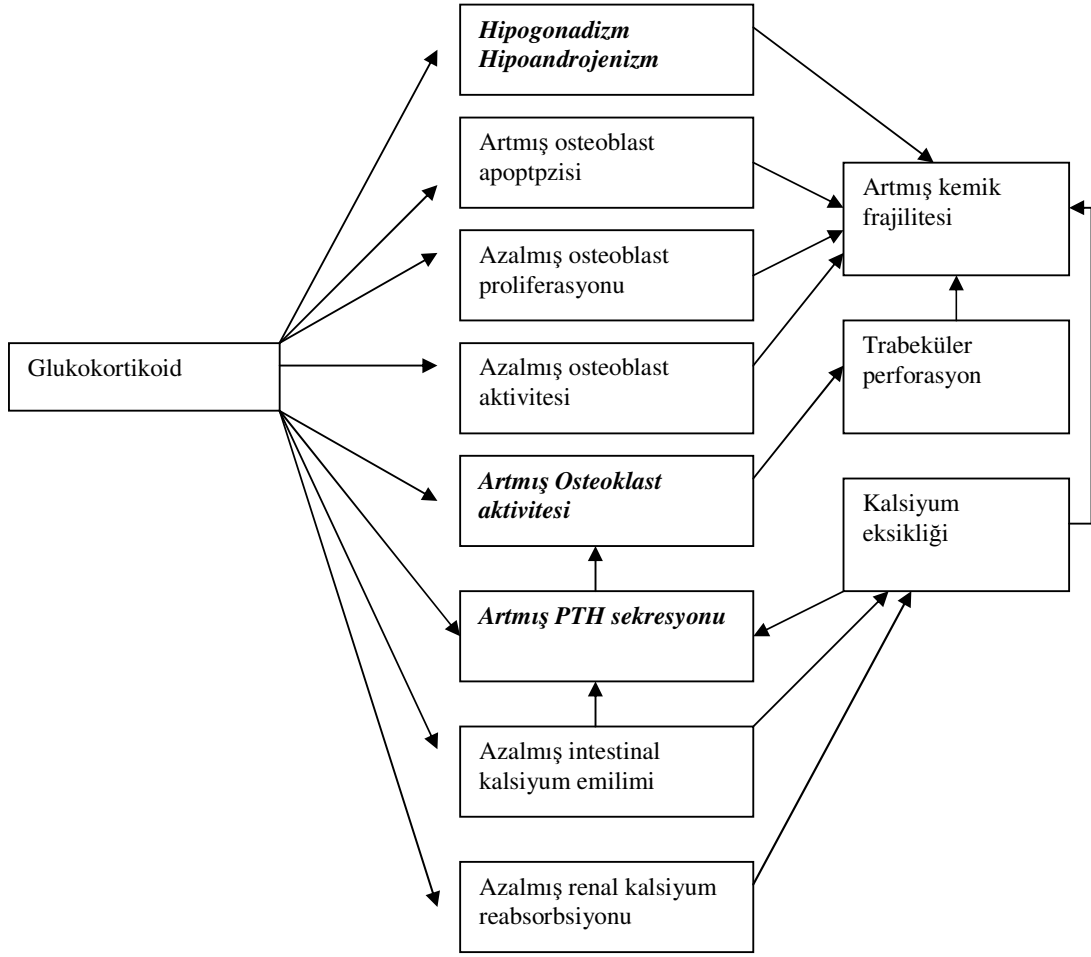 Hipogonadizm
Hipoandrojenizm
Artmış osteoblast
apoptpzisi
Azalmış osteoblast
proliferasyonu
Azalmış osteoblast
aktivitesi
Artmış Osteoklast
aktivitesi
Artmış PTH sekresyonu
Azalmış intestinal
kalsiyum emilimi
Azalmış renal kalsiyum
reabsorbsiyonu
Glukokortikoid
Artmış kemik
frajilitesi
Trabeküler
perforasyon
Kalsiyum
eksikliği